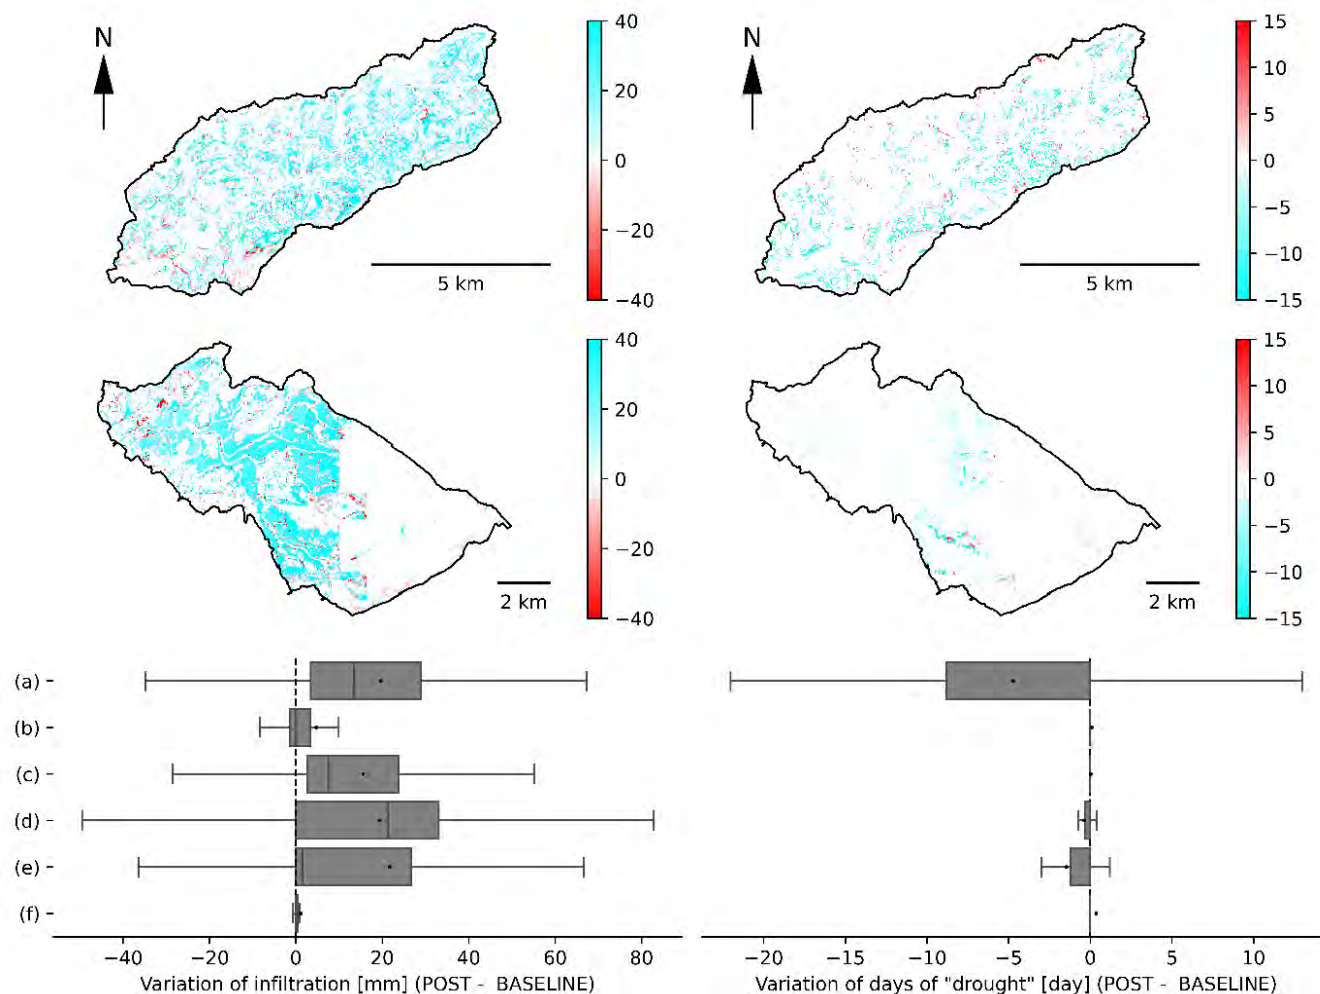 N
40
20
0
−20
−40
5 km
N
15
10
5
0
−5
−10
−15
5 km
40
20
0
−20
−40
2 km
15
10
5
0
−5
−10
−15
2 km
(a)
(b)
(c)
(d)
(e)
(f)
−40 −20 0 20 40 60 80
Variation of infiltration [mm] (POST - BASELINE)
−20 −15 −10 −5 0 5 10
Variation of days of "drought" [day] (POST - BASELINE)